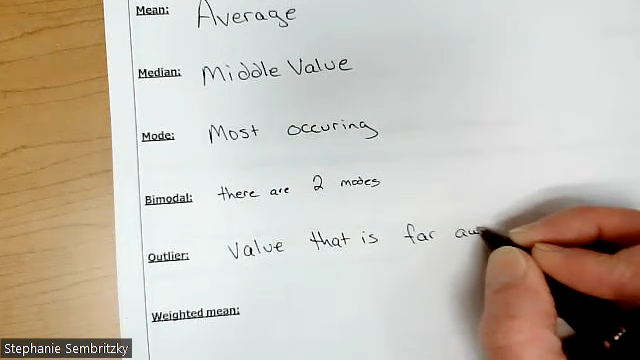 Mean: Average
Median: Middle Value
Mode: Most occuring
Bimodal: there are 2 modes
Outlier: Value that is far
Weighted mean:
Stephanie Sembritzky